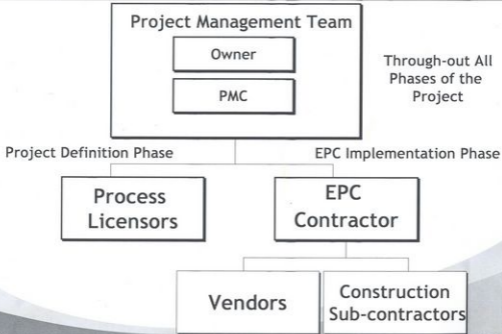 Project Management Team
Owner
PMC
Through-out All
Phases of the
Project
Project Definition Phase
EPC Implementation Phase
Process
Licensors
EPC
Contractor
Vendors
Construction
Sub-contractors